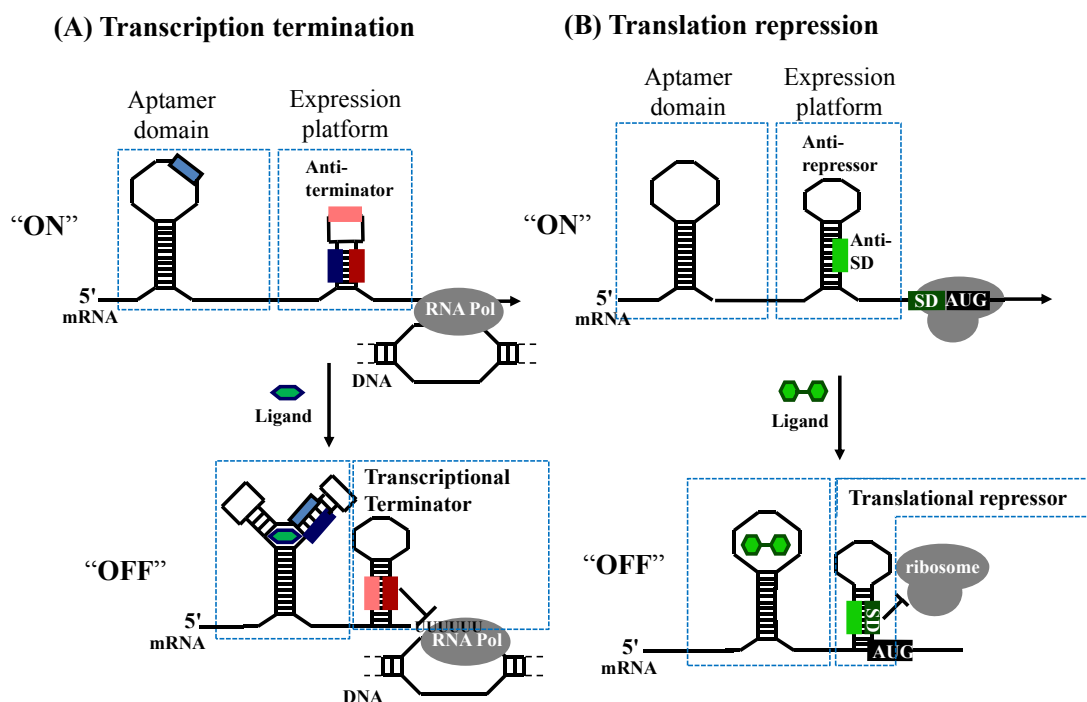 (A) Transcription termination
Aptamer
domain
Expression
platform
Anti-
terminator
“ON”
5'
mRNA
RNA Pol
DNA
Ligand
Transcriptional
Terminator
“OFF”
5'
mRNA
UUUUUU
RNA Pol
DNA
(B) Translation repression
Aptamer
domain
Expression
platform
Anti-
repressor
“ON”
Anti-
SD
5'
mRNA
SD
AUG
Ligand
Translational repressor
“OFF”
ribosome
SD
5'
mRNA
AUG